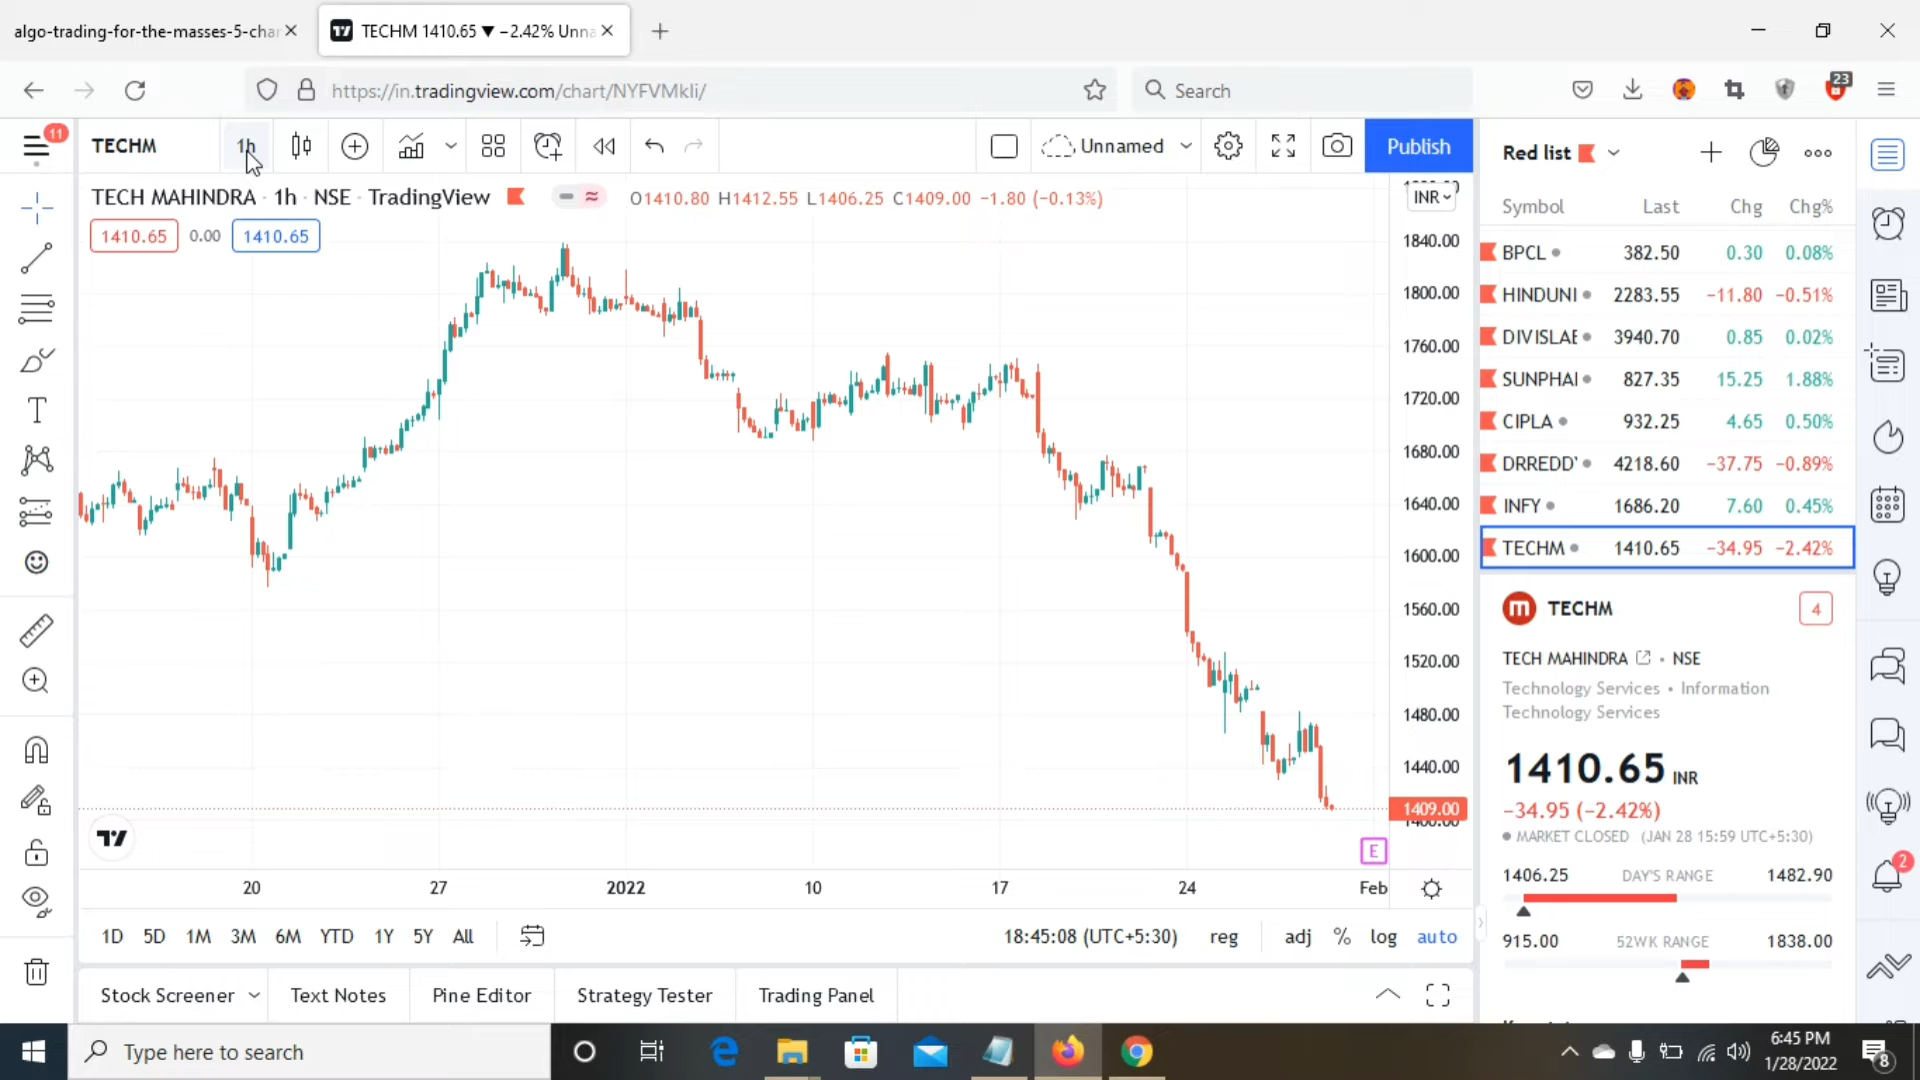 algo-trading-for-the-masses-5-char
TECHM 1410.65 ▼ −2.42% Unna
https://in.tradingview.com/chart/NYFVMkli/
Search
23
11
TECHM
1h
Unnamed
Publish
TECH MAHINDRA · 1h · NSE · TradingView
O1410.80 H1412.55 L1406.25 C1409.00 −1.80 (−0.13%)
1410.65
0.00
1410.65
INR
1840.00
1800.00
1760.00
1720.00
1680.00
1640.00
1600.00
1560.00
1520.00
1480.00
1440.00
1409.00
1400.00
E
20
27
2022
10
17
24
Feb
1D
5D
1M
3M
6M
YTD
1Y
5Y
All
18:45:08 (UTC+5:30)
reg
adj
%
log
auto
Stock Screener
Text Notes
Pine Editor
Strategy Tester
Trading Panel
Red list
Symbol Last Chg Chg%
BPCL 382.50 0.30 0.08%
HINDUNI 2283.55 −11.80 −0.51%
DIVISLAE 3940.70 0.85 0.02%
SUNPHAI 827.35 15.25 1.88%
CIPLA 932.25 4.65 0.50%
DRREDD' 4218.60 −37.75 −0.89%
INFY 1686.20 7.60 0.45%
TECHM 1410.65 −34.95 −2.42%
TECHM
4
TECH MAHINDRA • NSE
Technology Services • Information
Technology Services
1410.65 INR
−34.95 (−2.42%)
MARKET CLOSED (JAN 28 15:59 UTC+5:30)
1406.25 DAY'S RANGE 1482.90
915.00 52WK RANGE 1838.00
2
Type here to search
6:45 PM
1/28/2022
8